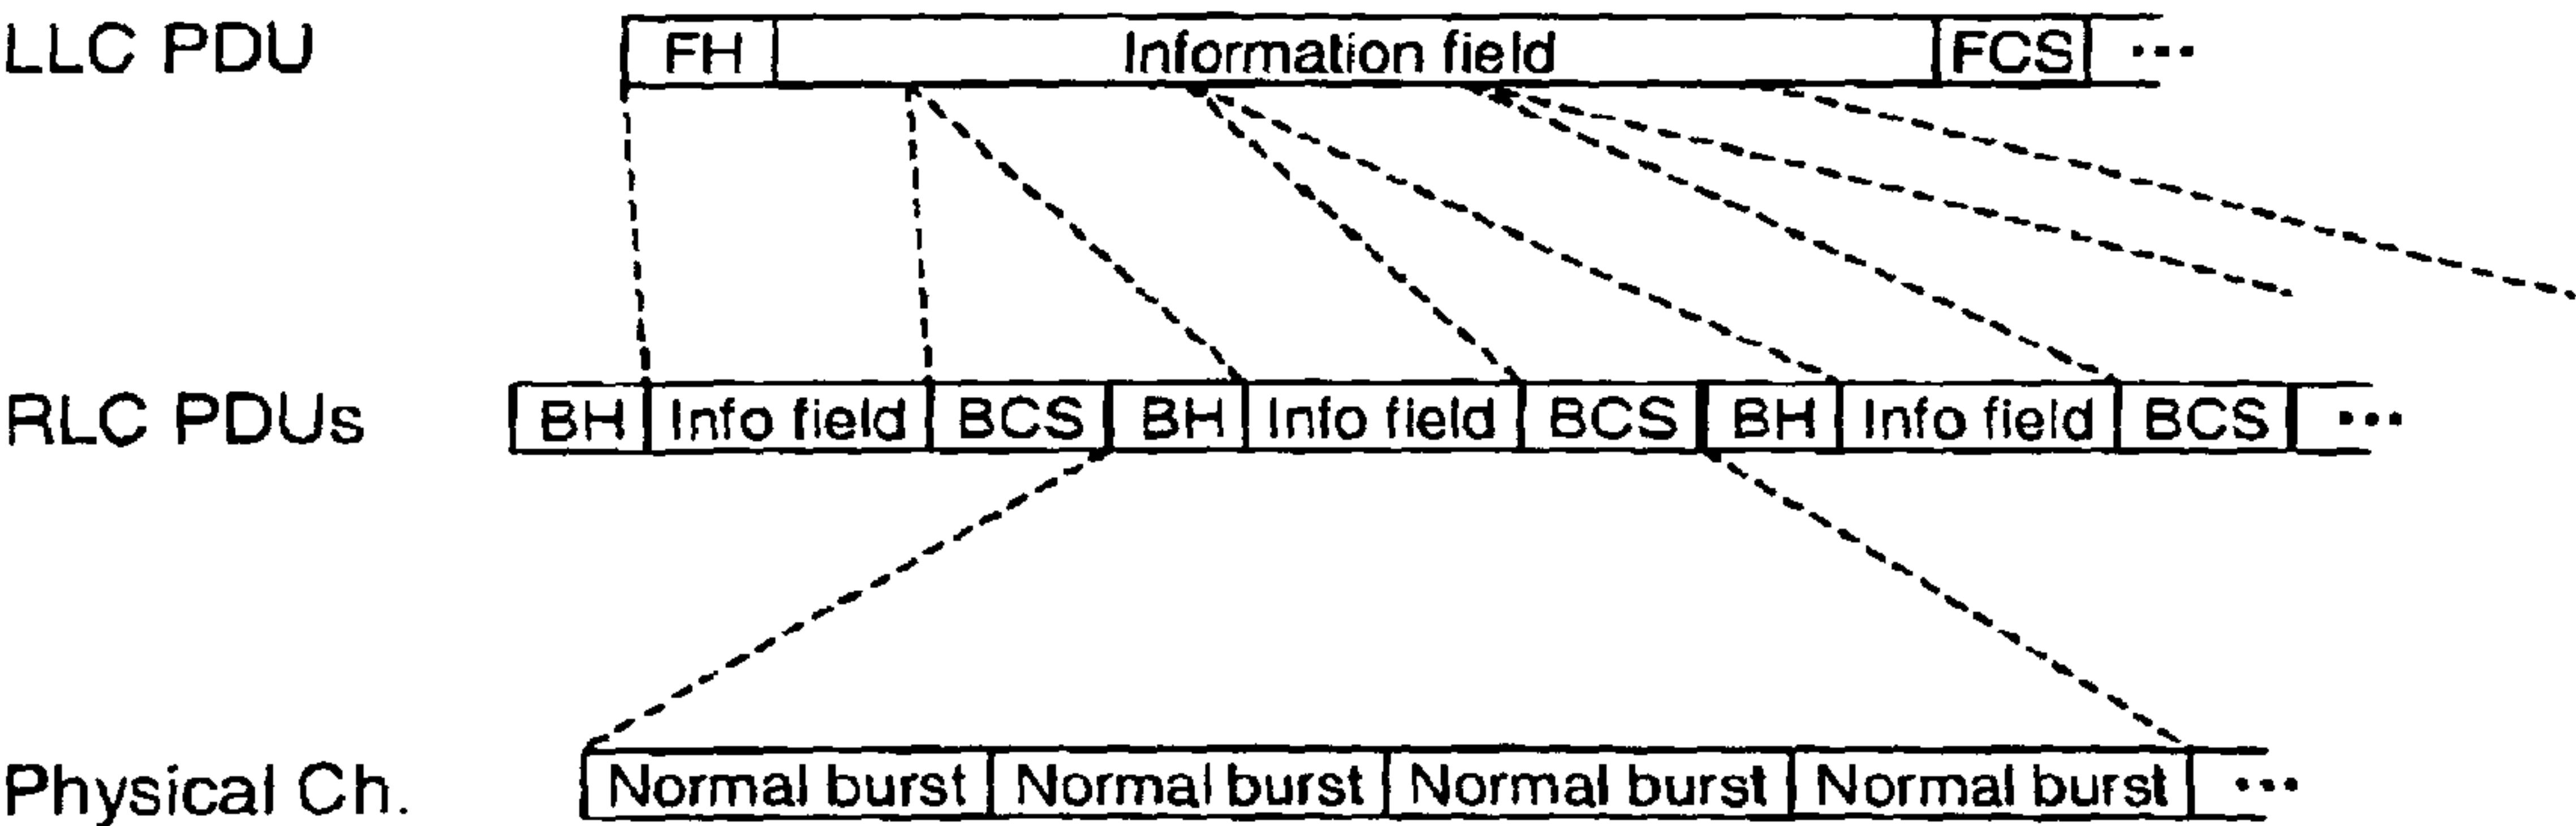 LLC PDU FH Information field FCS ...
RLC PDUs BH Info field BCS BH Info field BCS BH Info field BCS ...
Physical Ch. Normal burst Normal burst Normal burst Normal burst ...